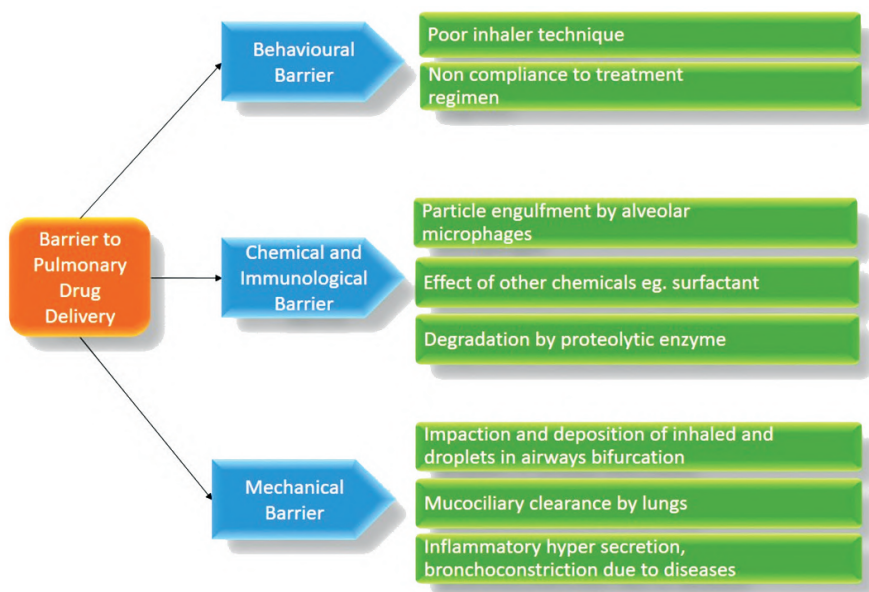 Barrier to
Pulmonary
Drug
Delivery
Behavioural
Barrier
Poor inhaler technique
Non compliance to treatment
regimen
Chemical and
Immunological
Barrier
Particle engulfment by alveolar
microphages
Effect of other chemicals eg. surfactant
Degradation by proteolytic enzyme
Mechanical
Barrier
Impaction and deposition of inhaled and
droplets in airways bifurcation
Mucociliary clearance by lungs
Inflammatory hyper secretion,
bronchoconstriction due to diseases